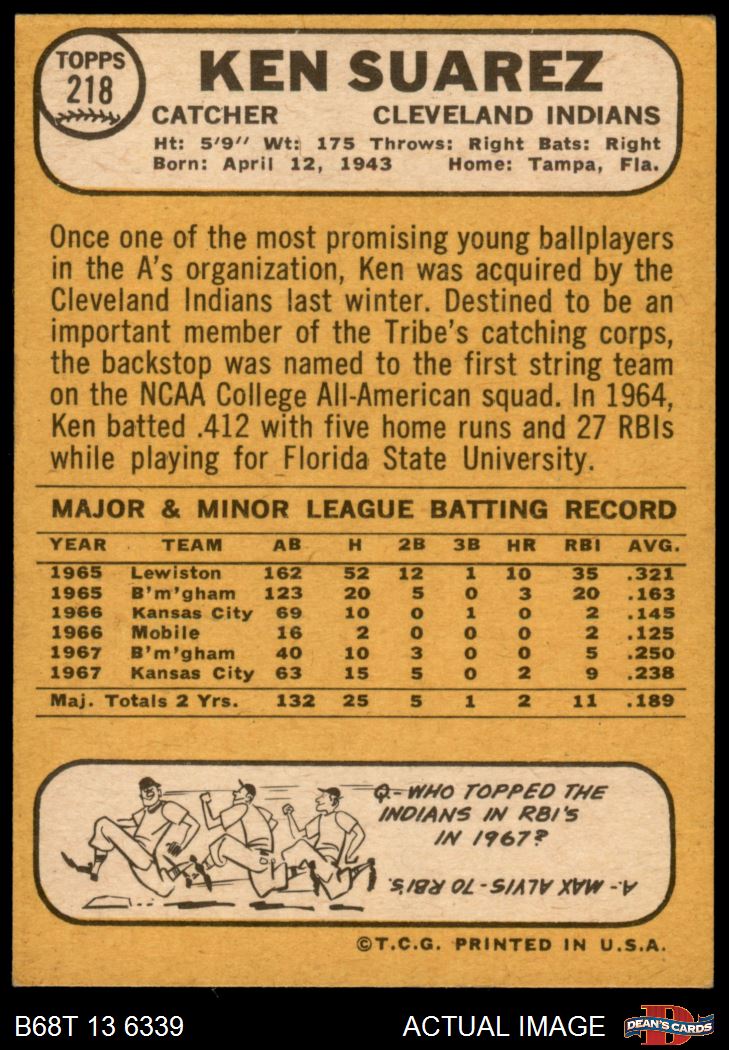 TOPPS
218
KEN SUAREZ
CATCHER CLEVELAND INDIANS
Ht: 5'9" Wt: 175 Throws: Right Bats: Right
Born: April 12, 1943 Home: Tampa, Fla.
Once one of the most promising young ballplayers
in the A's organization, Ken was acquired by the
Cleveland Indians last winter. Destined to be an
important member of the Tribe's catching corps,
the backstop was named to the first string team
on the NCAA College All-American squad. In 1964,
Ken batted .412 with five home runs and 27 RBIs
while playing for Florida State University.
MAJOR & MINOR LEAGUE BATTING RECORD
YEAR TEAM AB H 2B 3B HR RBI AVG.
1965 Lewiston 162 52 12 1 10 35 .321
1965 B'm'gham 123 20 5 0 3 20 .163
1966 Kansas City 69 10 0 1 0 2 .145
1966 Mobile 16 2 0 0 0 2 .125
1967 B'm'gham 40 10 3 0 0 5 .250
1967 Kansas City 63 15 5 0 2 9 .238
Maj. Totals 2 Yrs. 132 25 5 1 2 11 .189
Q-WHO TOPPED THE
INDIANS IN RBI'S
IN 1967?
A- MAX ALVIS-70 RBI'S.
©T.C.G. PRINTED IN U.S.A.
B68T 13 6339 ACTUAL IMAGE
D
DEAN'S CARDS